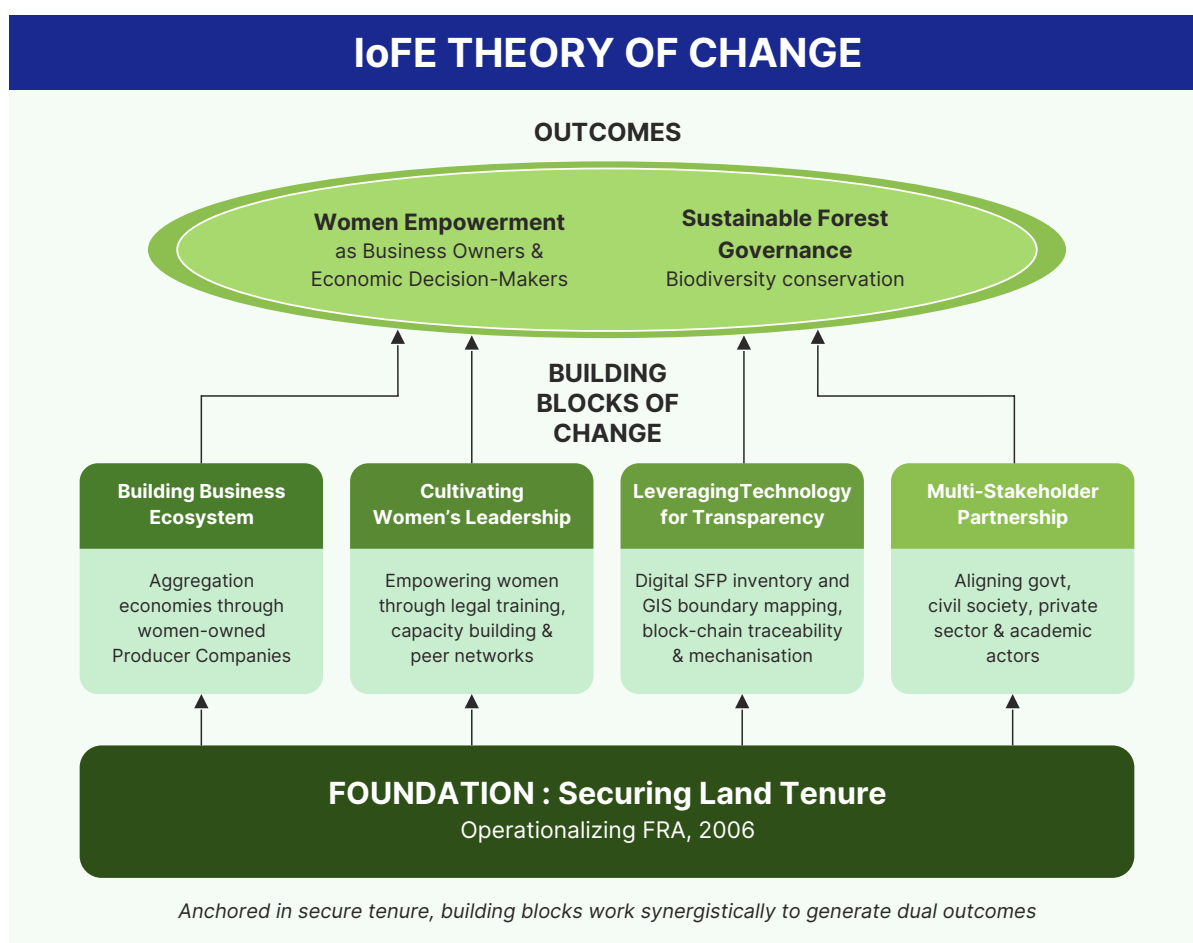 IoFE THEORY OF CHANGE
OUTCOMES
Women Empowerment
as Business Owners &
Economic Decision-Makers
Sustainable Forest
Governance
Biodiversity conservation
BUILDING
BLOCKS OF
CHANGE
Building Business
Ecosystem
Aggregation
economies through
women-owned
Producer Companies
Cultivating
Women’s Leadership
Empowering women
through legal training,
capacity building &
peer networks
LeveragingTechnology
for Transparency
Digital SFP inventory and
GIS boundary mapping,
block-chain traceability
& mechanisation
Multi-Stakeholder
Partnership
Aligning govt,
civil society, private
sector & academic
actors
FOUNDATION : Securing Land Tenure
Operationalizing FRA, 2006
Anchored in secure tenure, building blocks work synergistically to generate dual outcomes